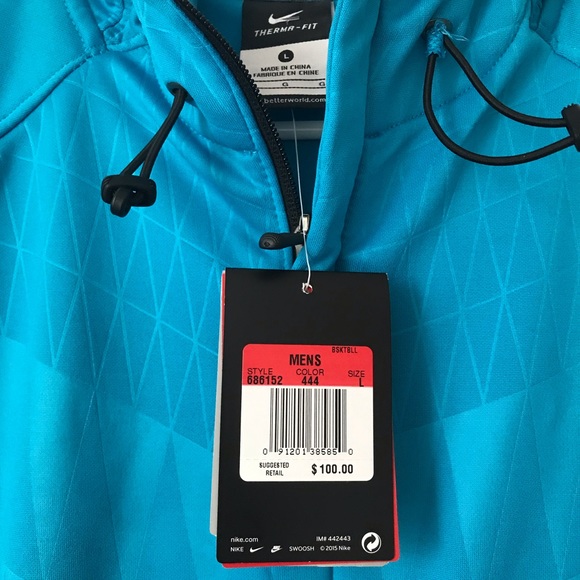 THERMA-FIT
L
MADE IN CHINA
FABRIQUE EN CHINE
G G
betterworld.com
BSKTBLL
MENS
STYLE COLOR SIZE
686152 444 L
0 91201 38585 0
SUGGESTED RETAIL $100.00
nike.com IM# 442443
NIKE SWOOSH © 2015 Nike